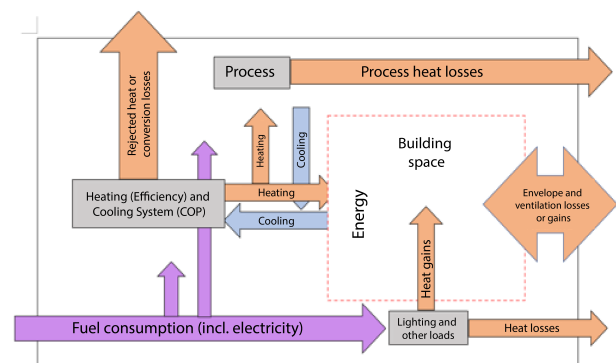 Rejected heat or
conversion losses
Process
Process heat losses
Heating
Cooling
Building
space
Heating (Efficiency) and
Cooling System (COP)
Heating
Cooling
Energy
Envelope and
ventilation losses
or gains
Heat gains
Fuel consumption (incl. electricity)
Lighting and
other loads
Heat losses